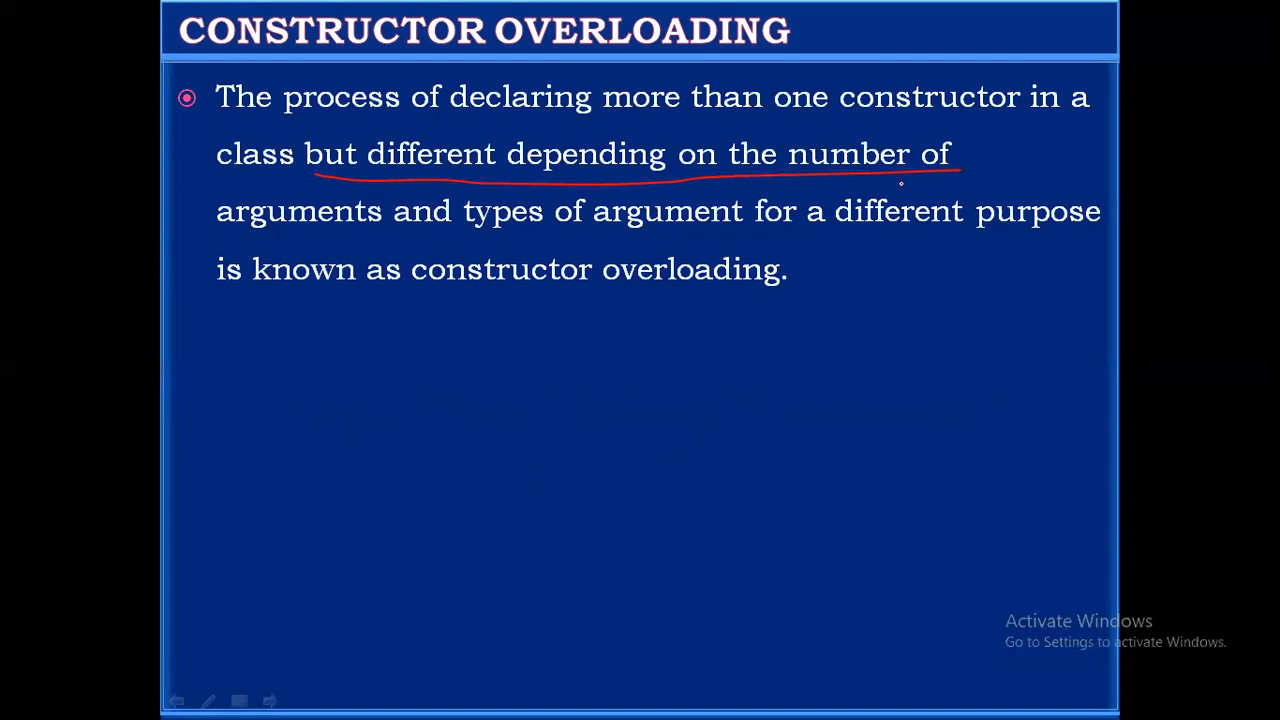 CONSTRUCTOR OVERLOADING
The process of declaring more than one constructor in a
class but different depending on the number of
arguments and types of argument for a different purpose
is known as constructor overloading.
Activate Windows
Go to Settings to activate Windows.